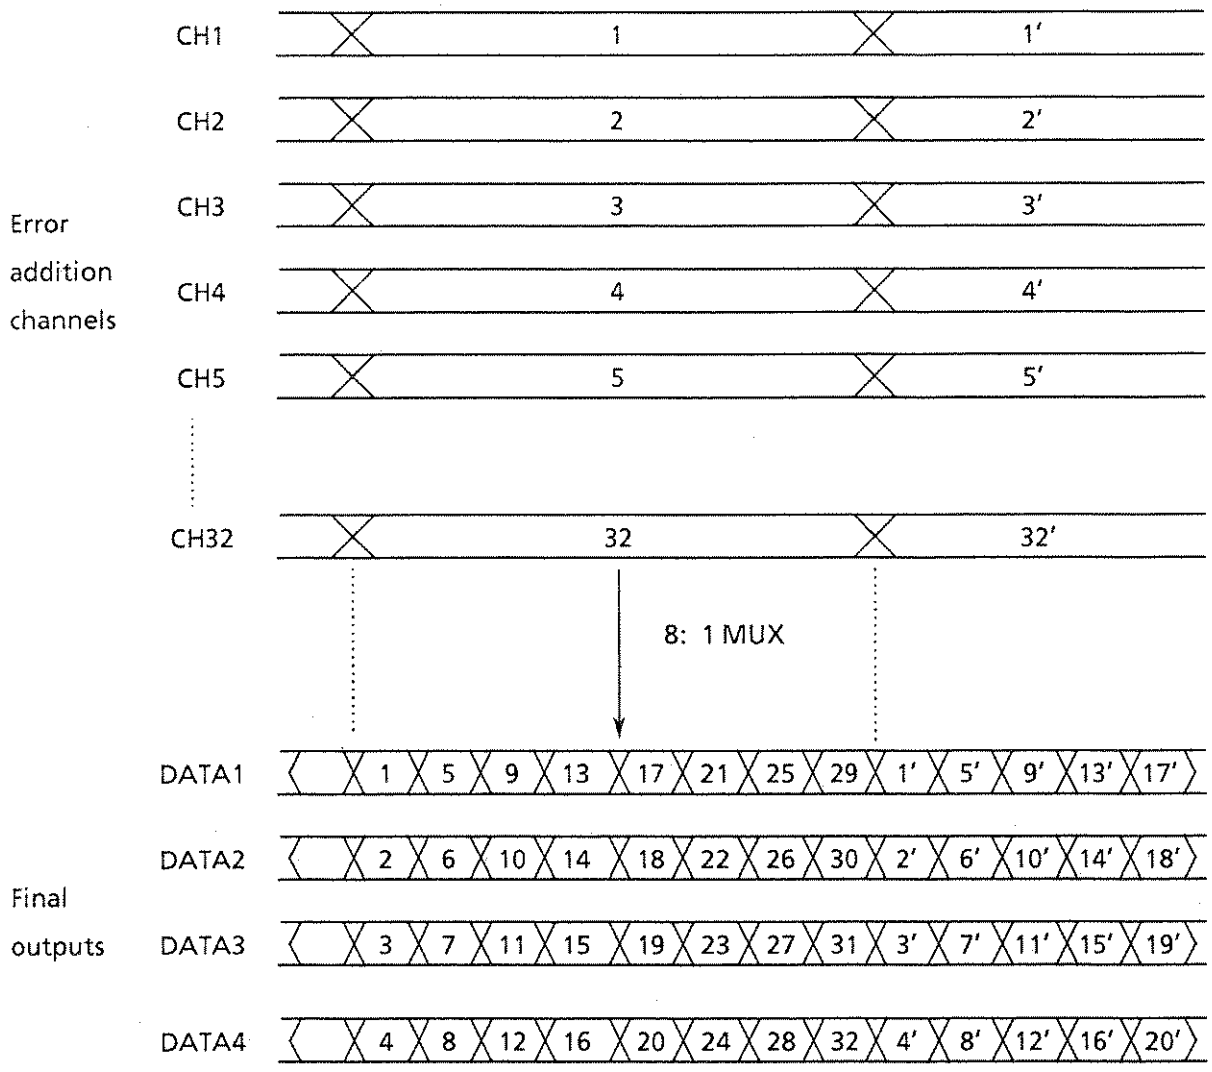 CH1 1 1′
CH2 2 2′
CH3 3 3′
CH4 4 4′
CH5 5 5′
Error
addition
channels
CH32 32 32′
8: 1 MUX
DATA1 1 5 9 13 17 21 25 29 1′ 5′ 9′ 13′ 17′
DATA2 2 6 10 14 18 22 26 30 2′ 6′ 10′ 14′ 18′
DATA3 3 7 11 15 19 23 27 31 3′ 7′ 11′ 15′ 19′
DATA4 4 8 12 16 20 24 28 32 4′ 8′ 12′ 16′ 20′
Final
outputs